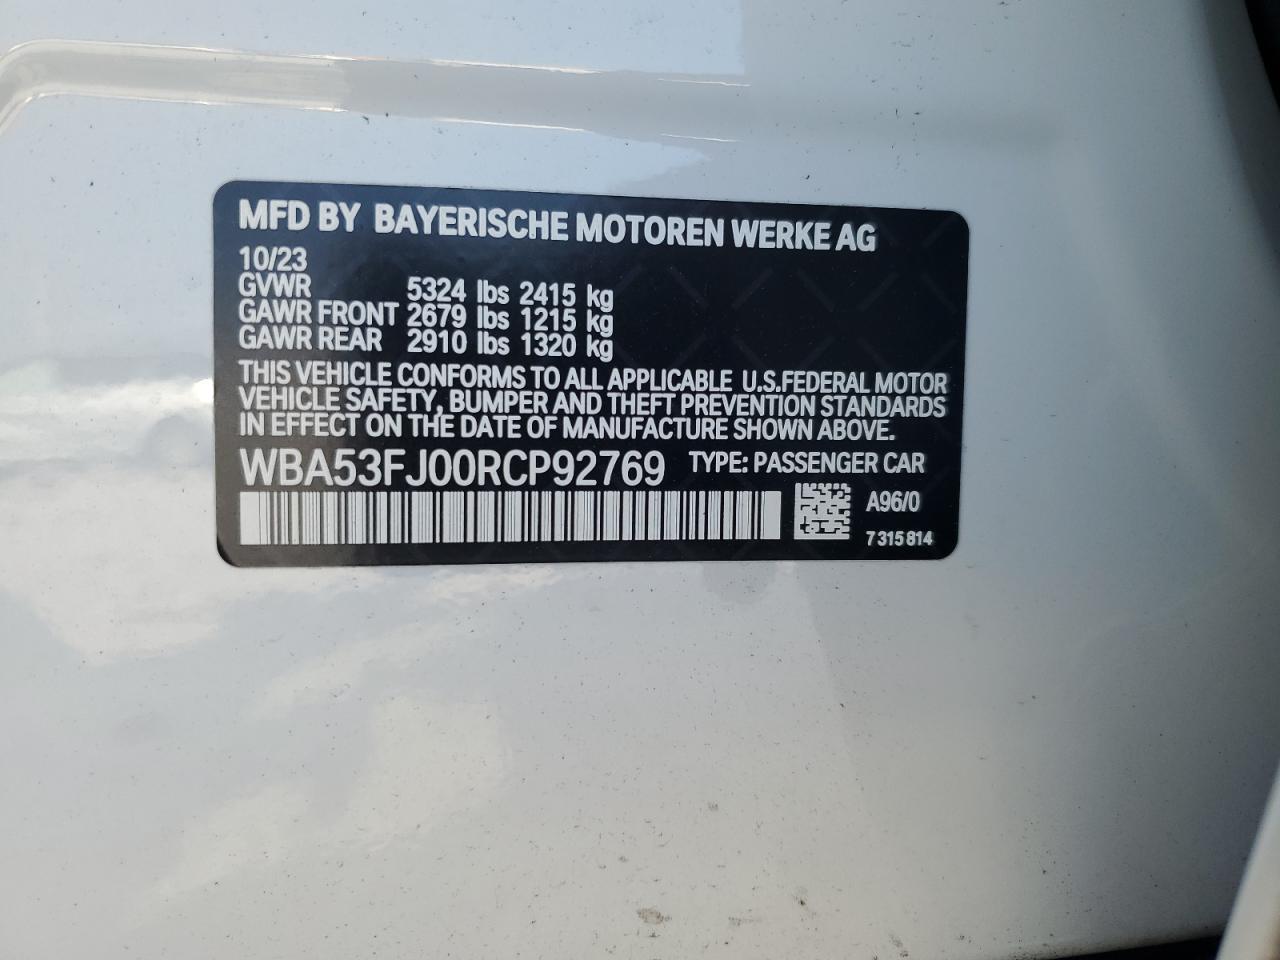 MFD BY BAYERISCHE MOTOREN WERKE AG
10/23
GVWR 5324 lbs 2415 kg
GAWR FRONT 2679 lbs 1215 kg
GAWR REAR 2910 lbs 1320 kg
THIS VEHICLE CONFORMS TO ALL APPLICABLE U.S.FEDERAL MOTOR
VEHICLE SAFETY, BUMPER AND THEFT PREVENTION STANDARDS
IN EFFECT ON THE DATE OF MANUFACTURE SHOWN ABOVE.
WBA53FJ00RCP92769 TYPE: PASSENGER CAR
A96/0
7 315 814